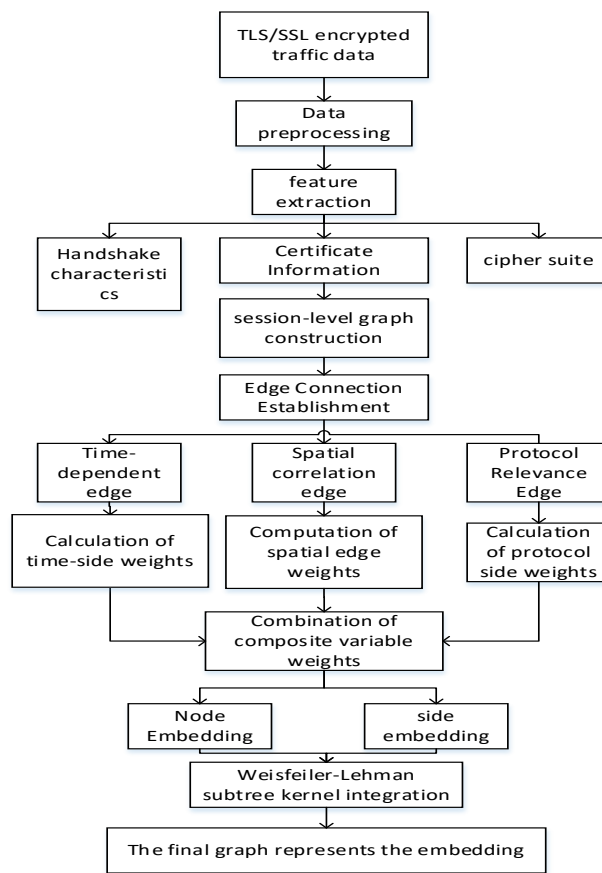 TLS/SSL encrypted
traffic data
Data
preprocessing
feature
extraction
Handshake
characteristi
cs
Certificate
Information
cipher suite
session-level graph
construction
Edge Connection
Establishment
Time-
dependent
edge
Spatial
correlation
edge
Protocol
Relevance
Edge
Calculation of
time-side weights
Computation of
spatial edge
weights
Calculation
of protocol
side weights
Combination of
composite variable
weights
Node
Embedding
side
embedding
Weisfeiler-Lehman
subtree kernel integration
The final graph represents the embedding